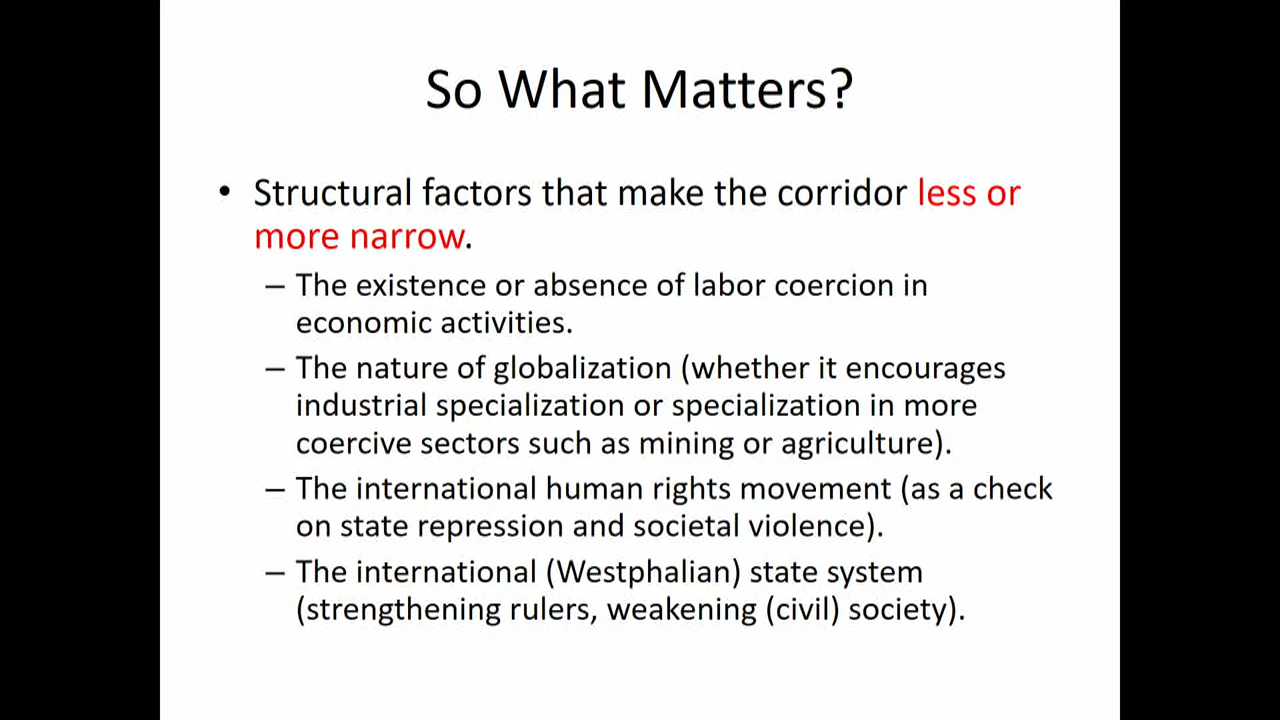 So What Matters?
• Structural factors that make the corridor less or
more narrow.
– The existence or absence of labor coercion in
economic activities.
– The nature of globalization (whether it encourages
industrial specialization or specialization in more
coercive sectors such as mining or agriculture).
– The international human rights movement (as a check
on state repression and societal violence).
– The international (Westphalian) state system
(strengthening rulers, weakening (civil) society).